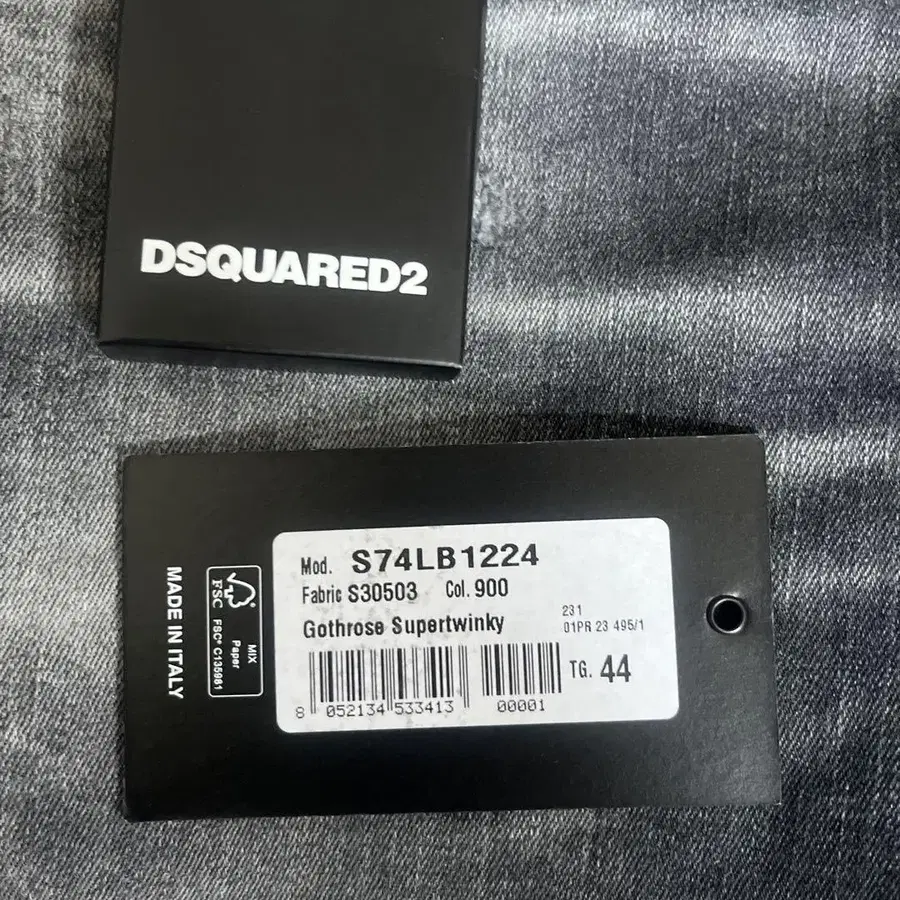 DSQUARED2
Mod. S74LB1224
Fabric S30503 Col. 900
Gothrose Supertwinky
231
01PR 23 495/1
TG. 44
8 052134 533413 00001
MADE IN ITALY
FSC
MIX
Paper
FSC® C135981